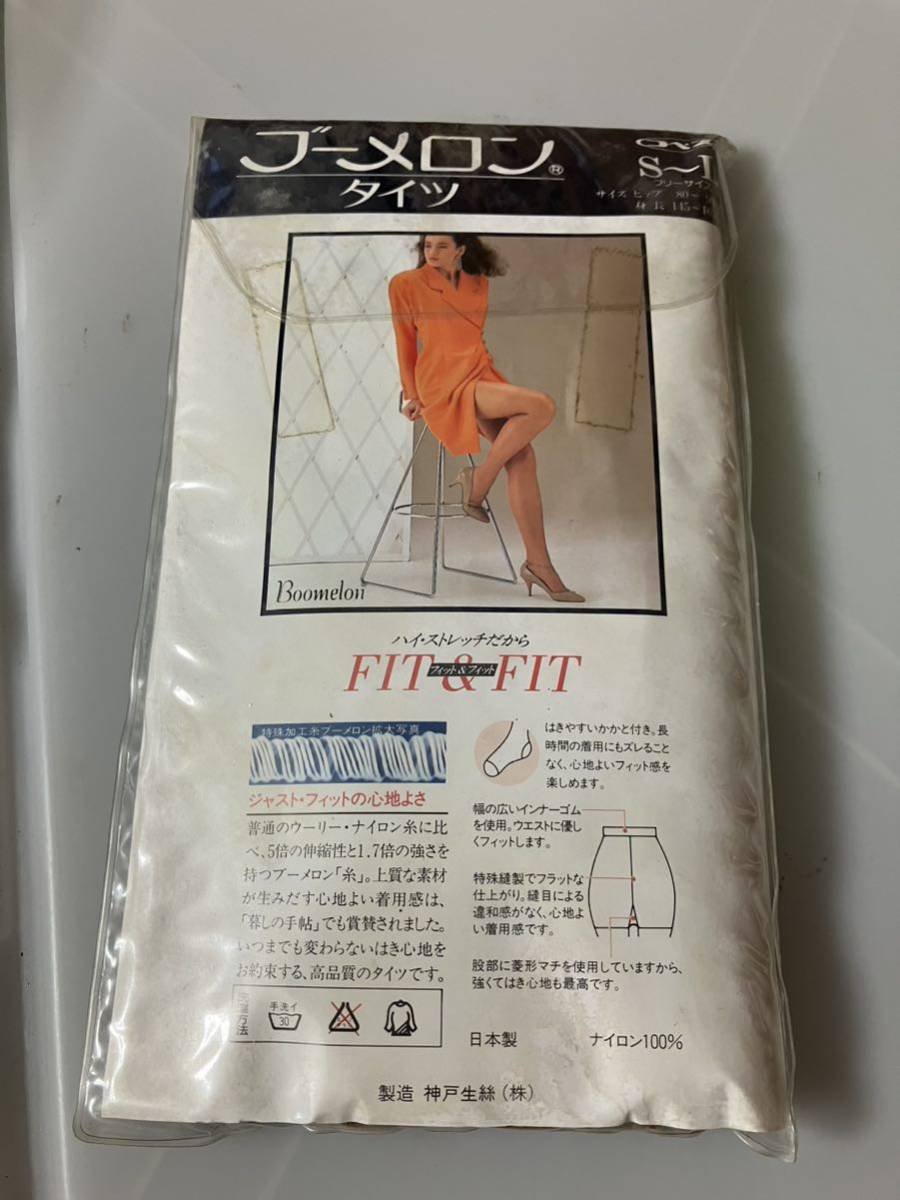 ブーメロン®
タイツ
S〜
フリーサイズ
サイズ ヒップ 80〜
身長 145〜
Boomelon
ハイ・ストレッチだから
FIT & FIT
フィット&フィット
特殊加工糸ブーメロン拡大写真
ジャスト・フィットの心地よさ
普通のウーリー・ナイロン糸に比
べ、5倍の伸縮性と1.7倍の強さを
持つブーメロン「糸」。上質な素材
が生みだす心地よい着用感は、
「暮しの手帖」でも賞賛されました。
いつまでも変わらないはき心地を
お約束する、高品質のタイツです。
洗濯方法
手洗イ
30
はきやすいかかと付き。長
時間の着用にもズレること
なく、心地よいフィット感を
楽しめます。
幅の広いインナーゴム
を使用。ウエストに優し
くフィットします。
特殊縫製でフラットな
仕上がり。縫目による
違和感がなく、心地よ
い着用感です。
股部に菱形マチを使用していますから、
強くてはき心地も最高です。
日本製
ナイロン100%
製造 神戸生絲(株)